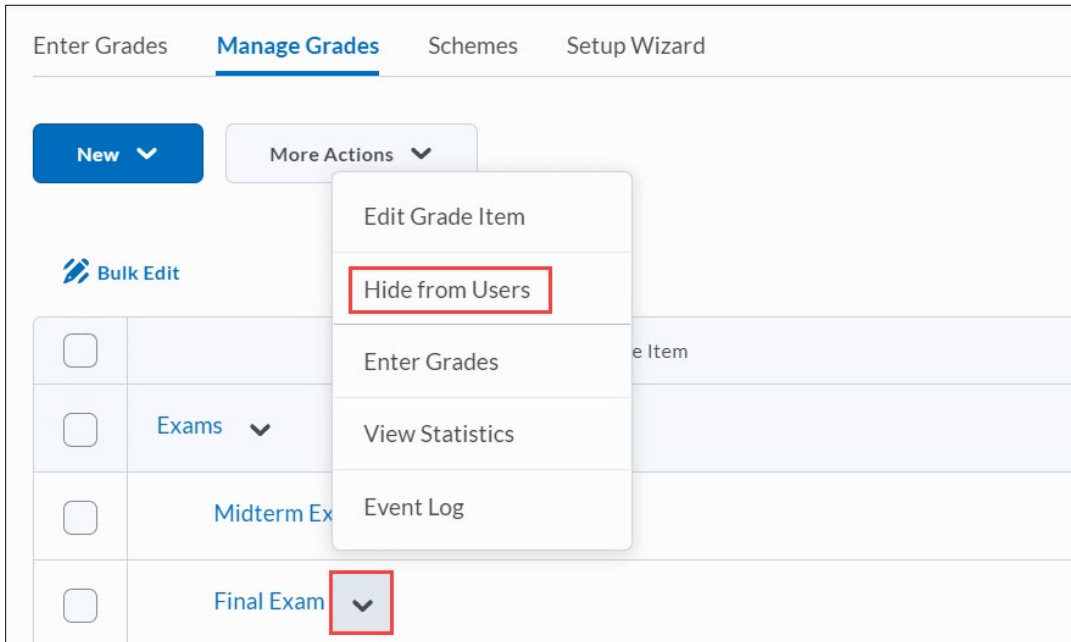 Enter Grades Manage Grades Schemes Setup Wizard
New More Actions
Edit Grade Item
Bulk Edit
Hide from Users
e Item
Enter Grades
Exams
View Statistics
Midterm Ex
Event Log
Final Exam